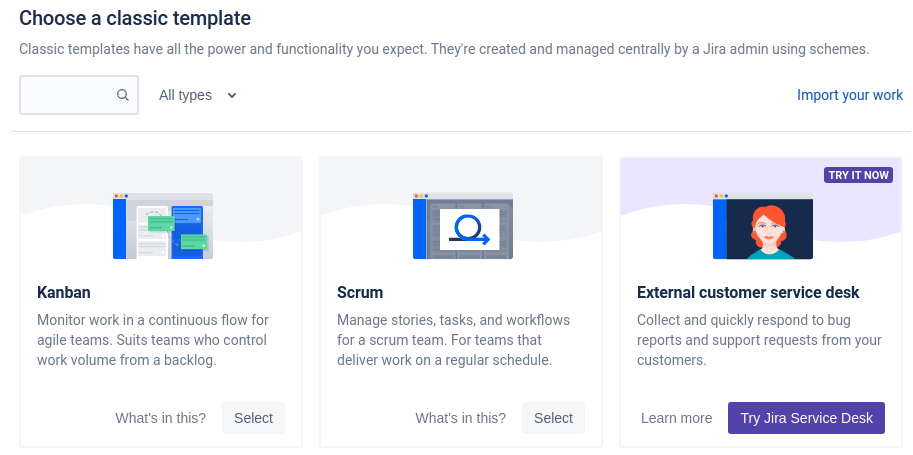 Choose a classic template
Classic templates have all the power and functionality you expect. They're created and managed centrally by a Jira admin using schemes.
All types
Import your work
TRY IT NOW
Kanban
Monitor work in a continuous flow for
agile teams. Suits teams who control
work volume from a backlog.
What's in this?
Select
Scrum
Manage stories, tasks, and workflows
for a scrum team. For teams that
deliver work on a regular schedule.
What's in this?
Select
External customer service desk
Collect and quickly respond to bug
reports and support requests from your
customers.
Learn more
Try Jira Service Desk